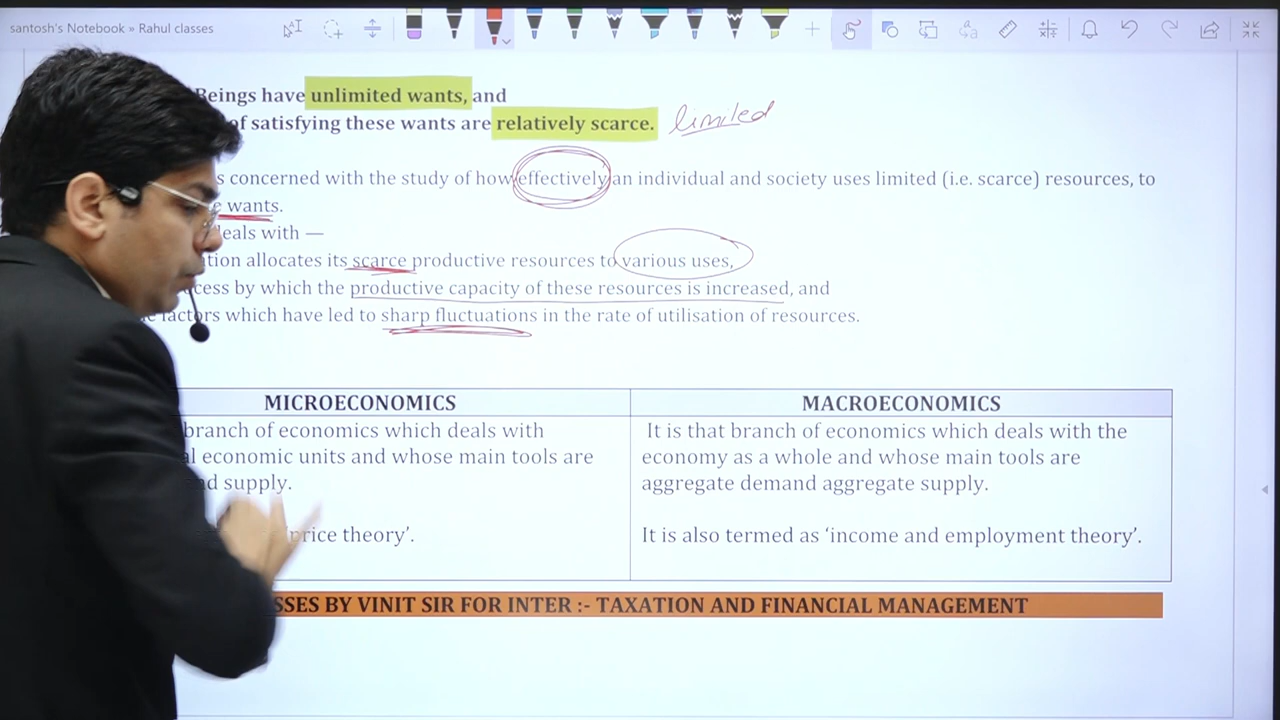 santosh's Notebook » Rahul classes
Beings have unlimited wants, and
of satisfying these wants are relatively scarce. limited
s concerned with the study of how effectively an individual and society uses limited (i.e. scarce) resources, to
e wants.
deals with —
tion allocates its scarce productive resources to various uses,
cess by which the productive capacity of these resources is increased, and
factors which have led to sharp fluctuations in the rate of utilisation of resources.
MICROECONOMICS
branch of economics which deals with
al economic units and whose main tools are
nd supply.
price theory’.
MACROECONOMICS
It is that branch of economics which deals with the
economy as a whole and whose main tools are
aggregate demand aggregate supply.
It is also termed as ‘income and employment theory’.
SSES BY VINIT SIR FOR INTER :- TAXATION AND FINANCIAL MANAGEMENT